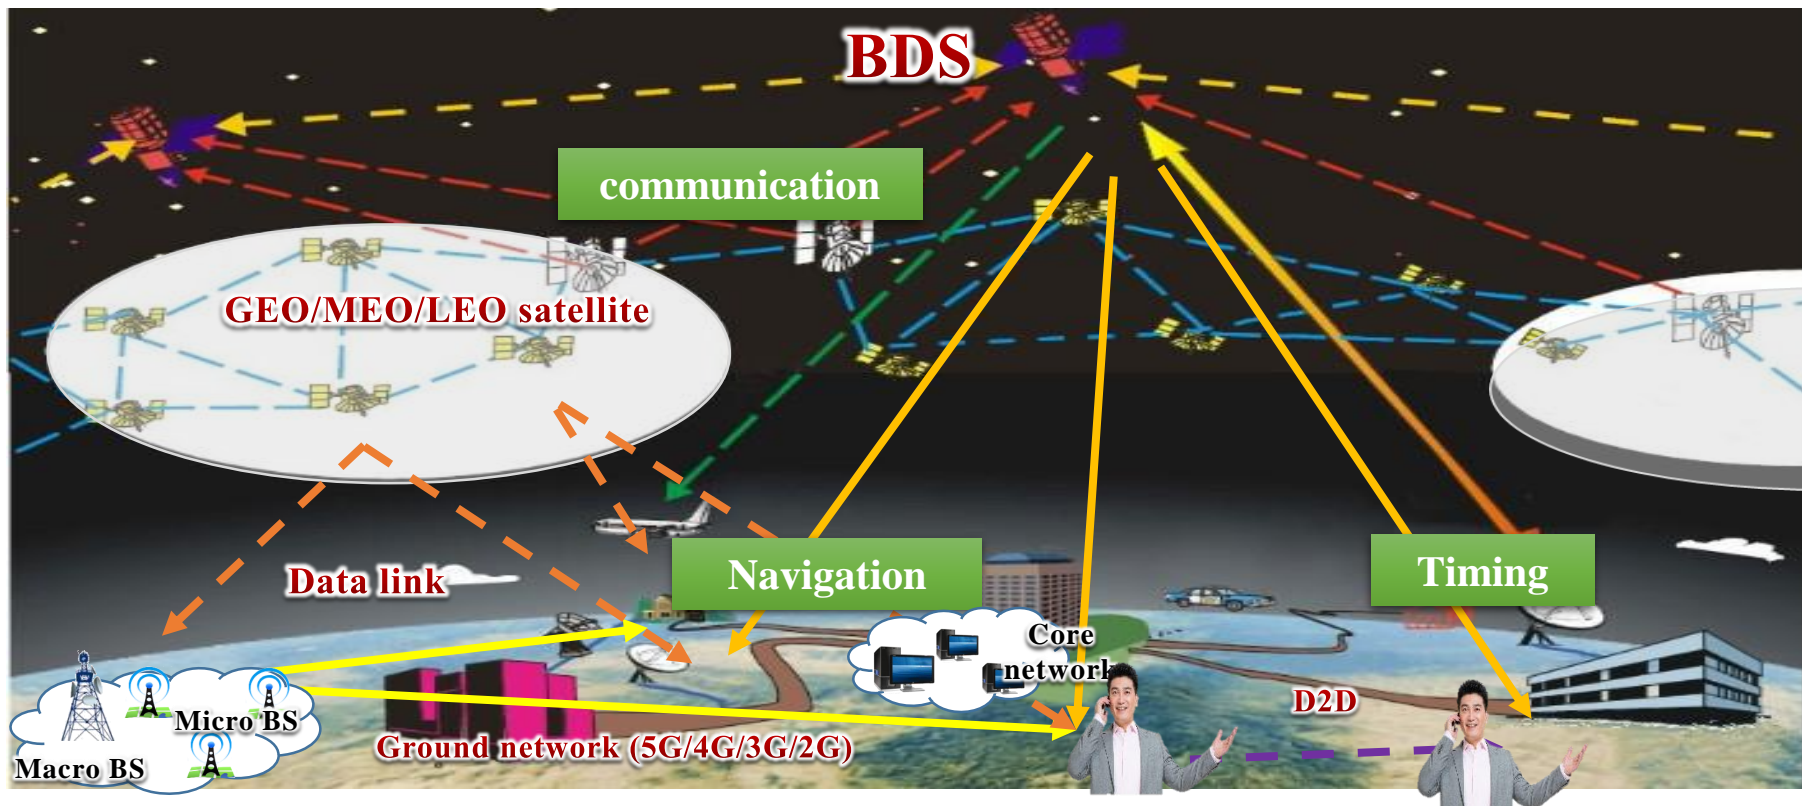 BDS
communication
GEO/MEO/LEO satellite
Data link
Navigation
Timing
Core
network
D2D
Micro BS
Ground network (5G/4G/3G/2G)
Macro BS